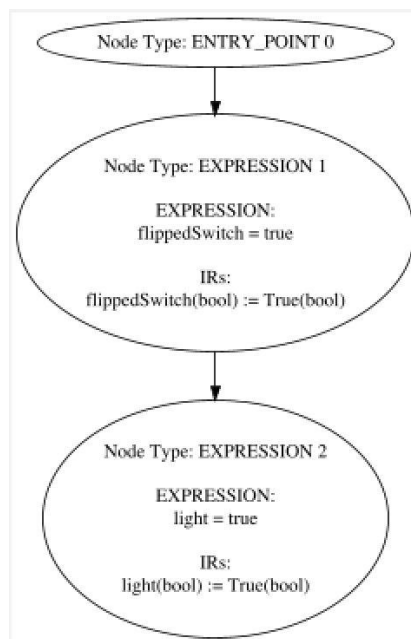 Node Type: ENTRY_POINT 0
Node Type: EXPRESSION 1
EXPRESSION:
flippedSwitch = true
IRs:
flippedSwitch(bool) := True(bool)
Node Type: EXPRESSION 2
EXPRESSION:
light = true
IRs:
light(bool) := True(bool)